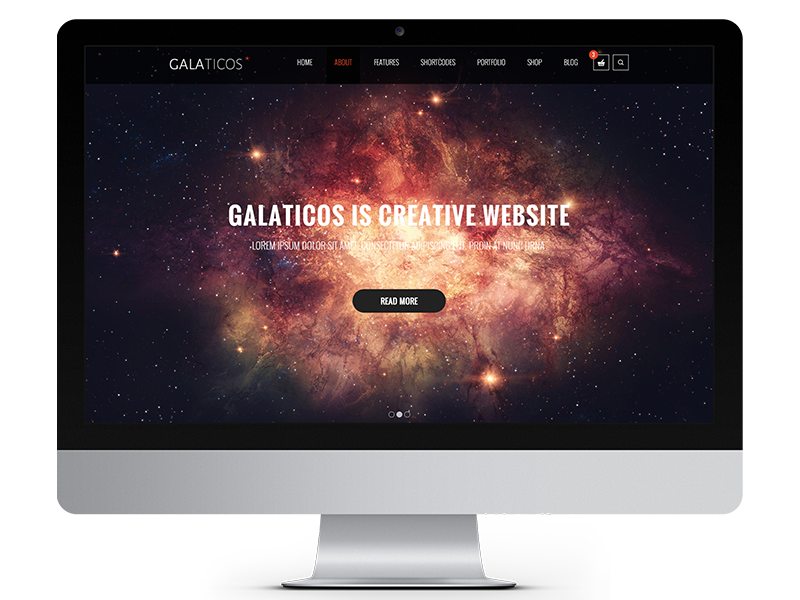 GALATICOS HOME ABOUT FEATURES SHORTCODES PORTFOLIO SHOP BLOG 3
GALATICOS IS CREATIVE WEBSITE
LOREM IPSUM DOLOR SIT AMET, CONSECTETUR ADIPISCING ELIT. PROIN AT NUNC URNA
READ MORE